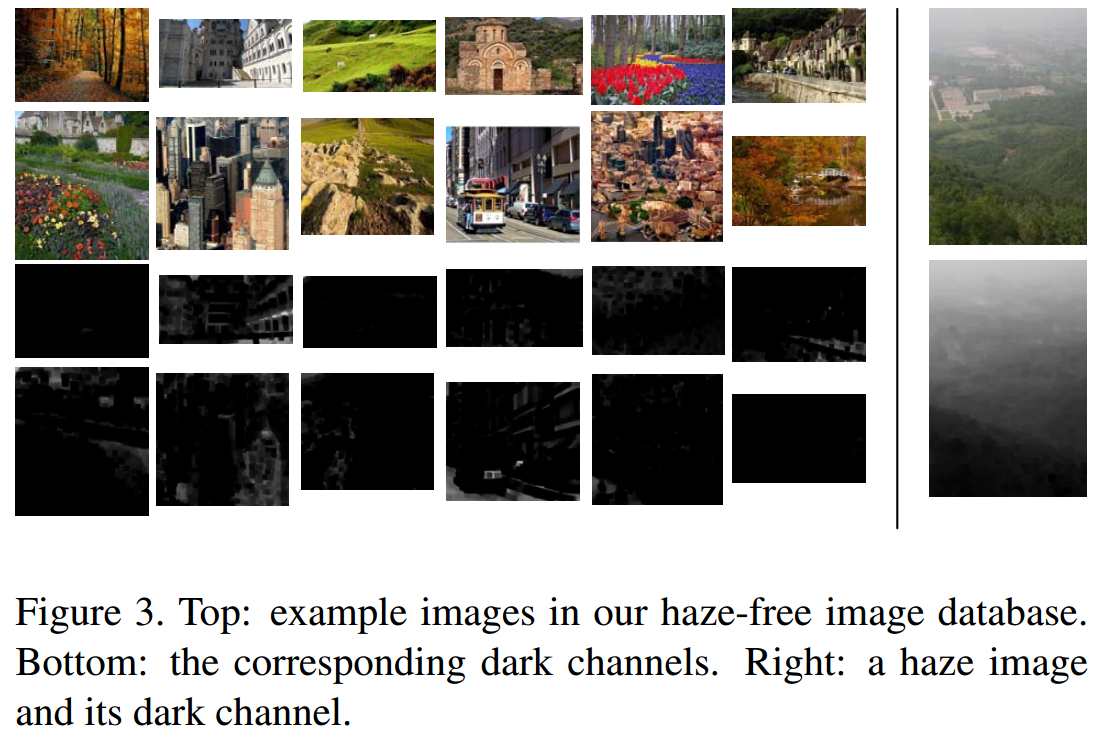 Figure 3. Top: example images in our haze-free image database.
Bottom: the corresponding dark channels. Right: a haze image
and its dark channel.